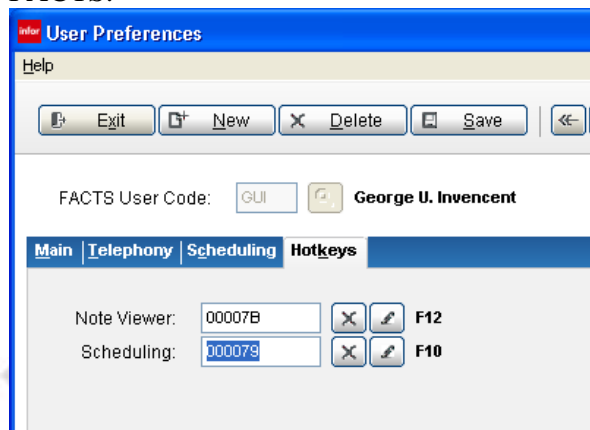 FACTS.
infor User Preferences
Help
Exit New Delete Save
FACTS User Code: GUI George U. Invencent
Main Telephony Scheduling Hotkeys
Note Viewer: 00007B F12
Scheduling: 000079 F10